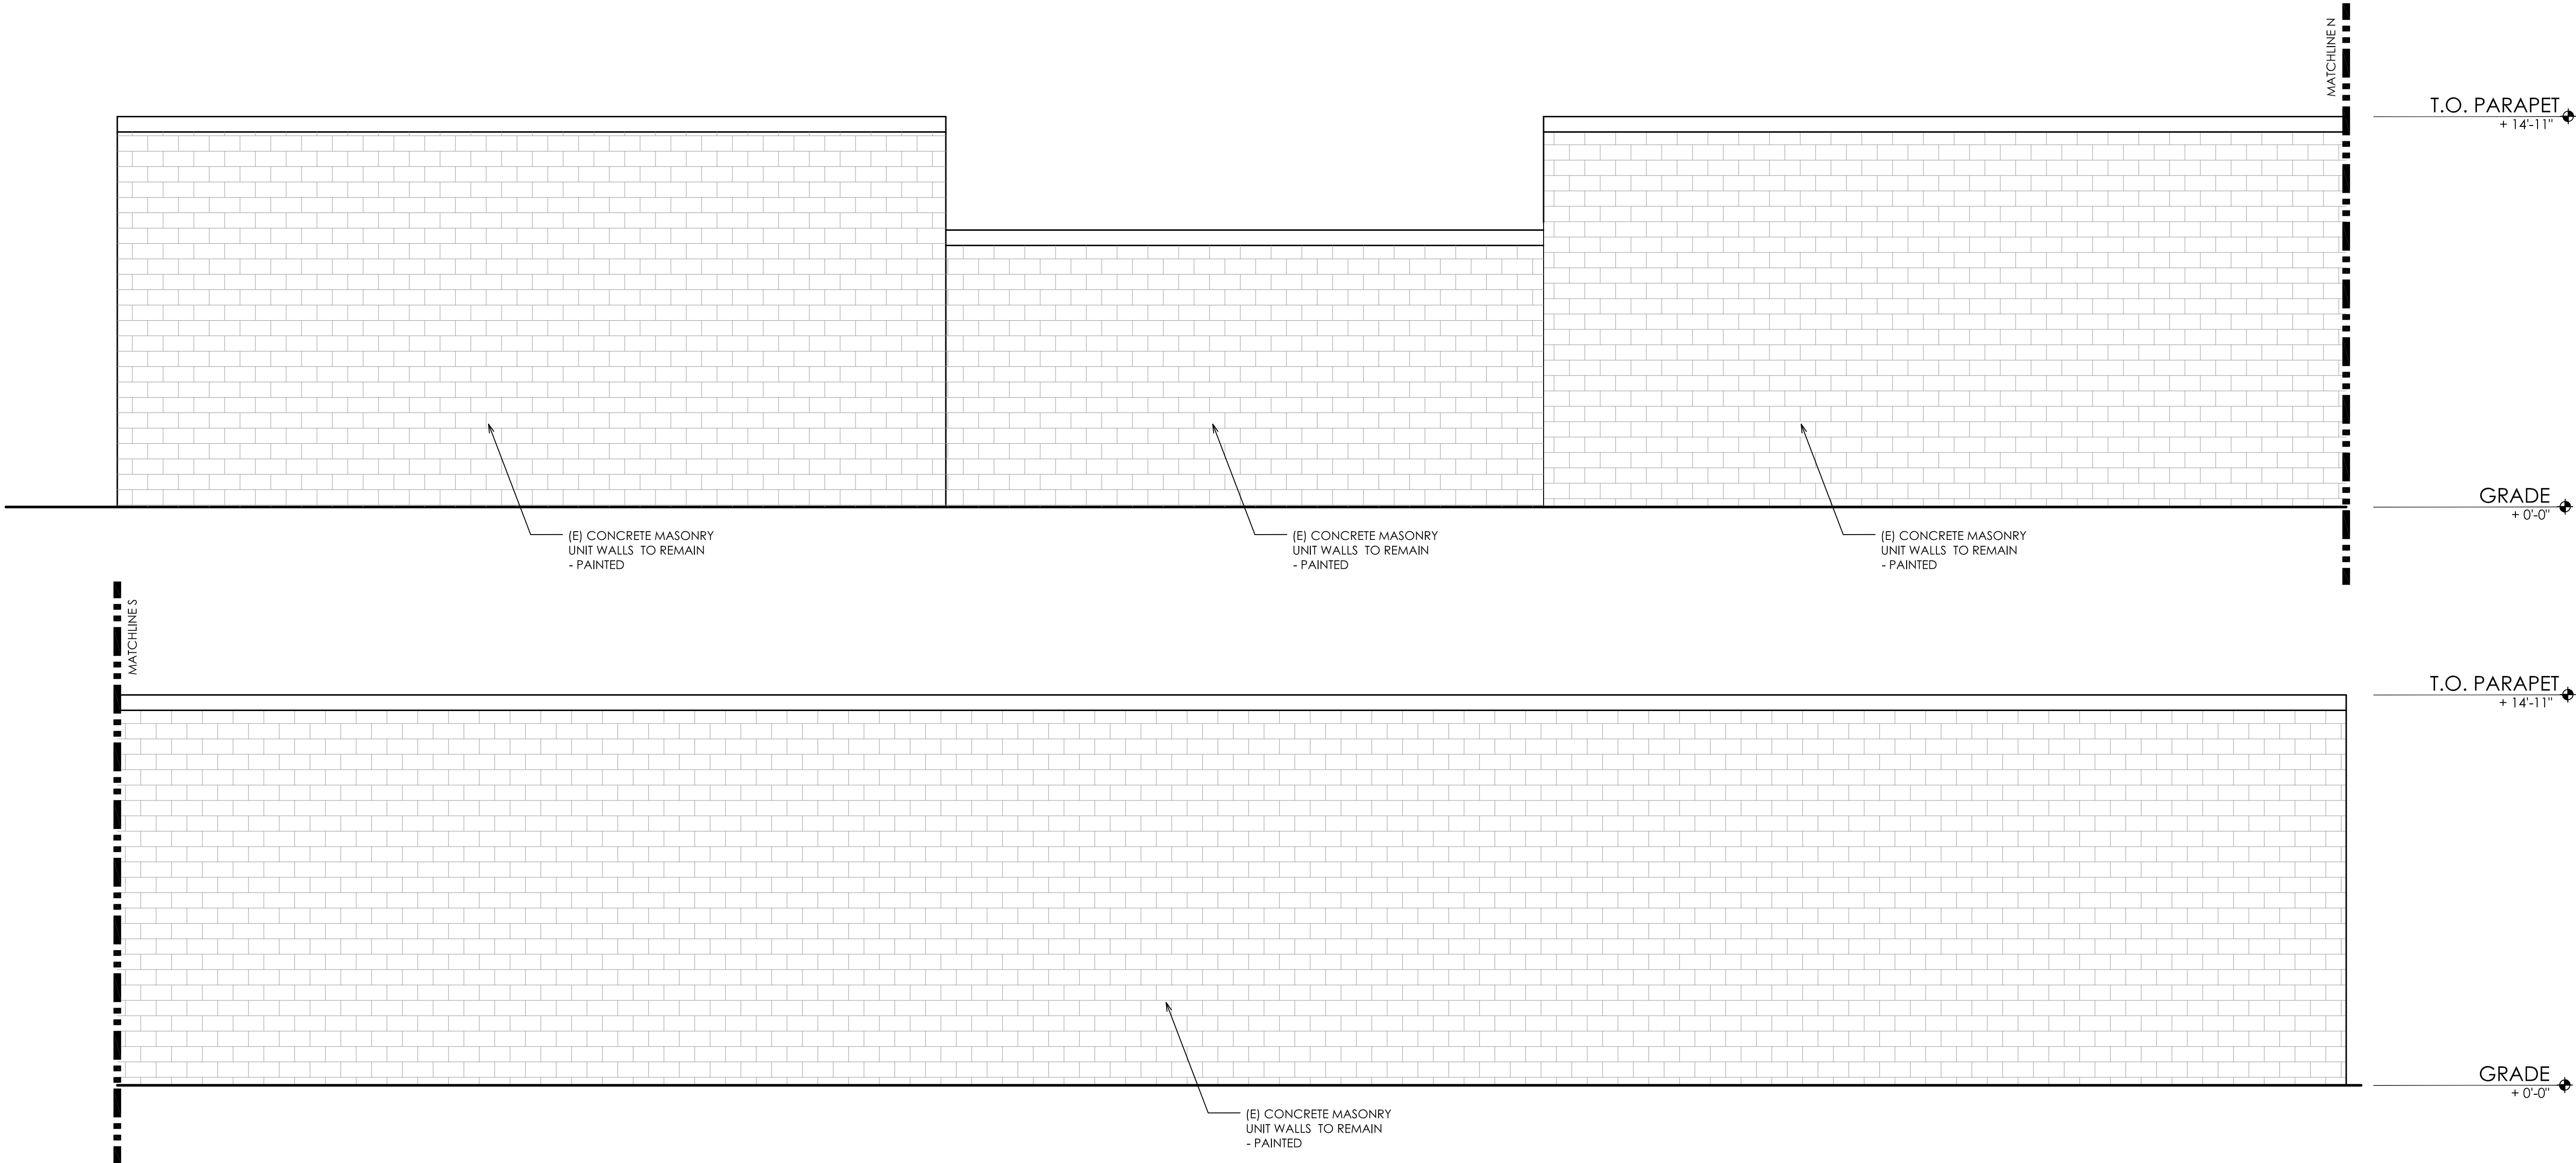 MATCHLINE N
T.O. PARAPET
+ 14'-11"
GRADE
+ 0'-0"
(E) CONCRETE MASONRY
UNIT WALLS TO REMAIN
- PAINTED
(E) CONCRETE MASONRY
UNIT WALLS TO REMAIN
- PAINTED
(E) CONCRETE MASONRY
UNIT WALLS TO REMAIN
- PAINTED
MATCHLINE S
T.O. PARAPET
+ 14'-11"
GRADE
+ 0'-0"
(E) CONCRETE MASONRY
UNIT WALLS TO REMAIN
- PAINTED